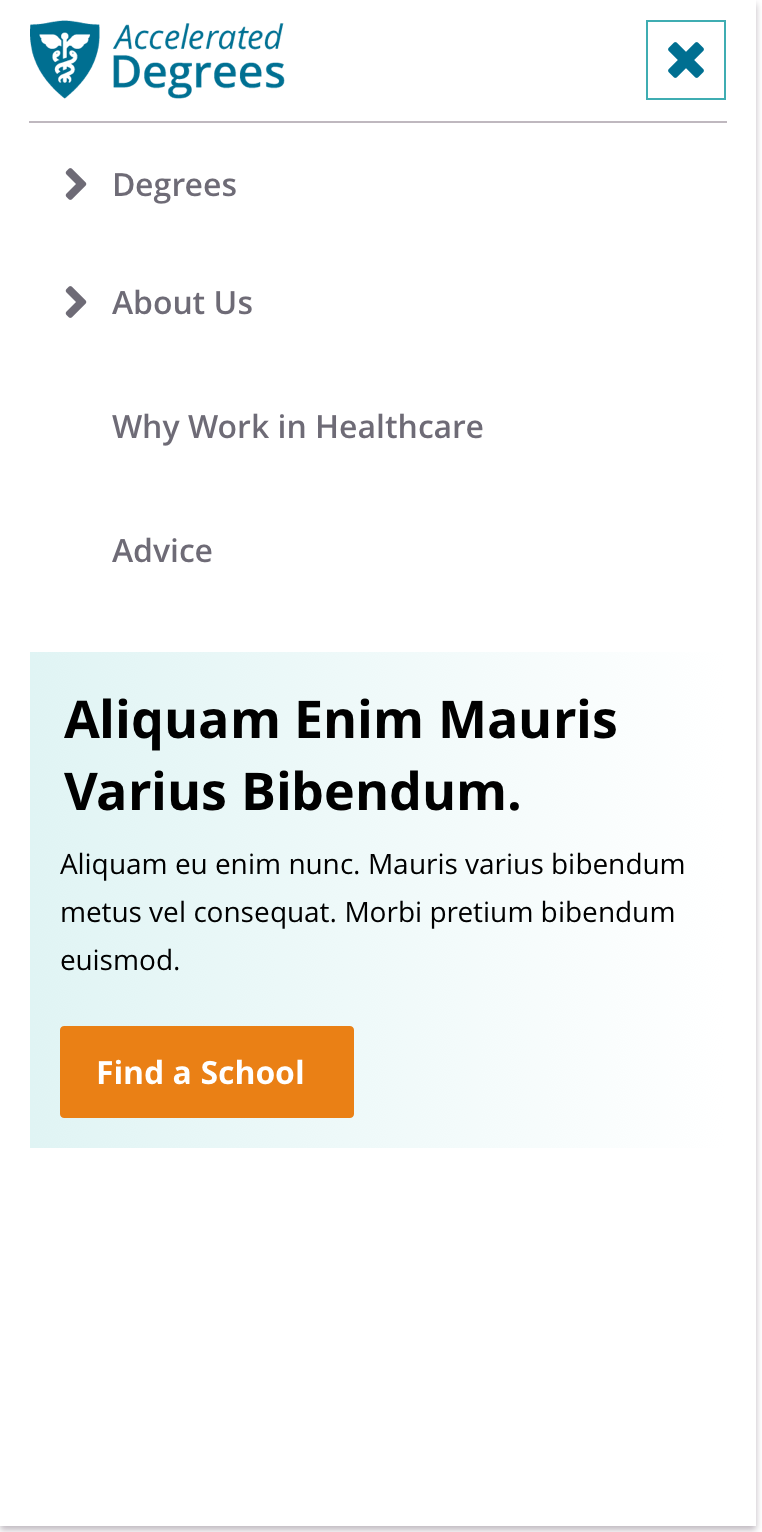 Accelerated
Degrees
Degrees
About Us
Why Work in Healthcare
Advice
Aliquam Enim Mauris
Varius Bibendum.
Aliquam eu enim nunc. Mauris varius bibendum
metus vel consequat. Morbi pretium bibendum
euismod.
Find a School